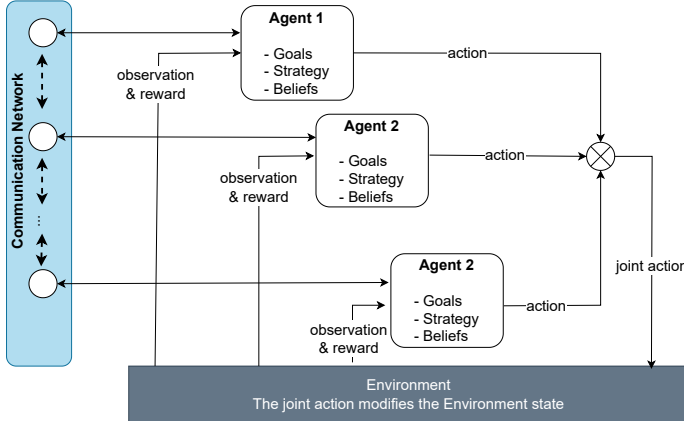 Communication Network
...
Agent 1
- Goals
- Strategy
- Beliefs
observation
& reward
action
Agent 2
- Goals
- Strategy
- Beliefs
observation
& reward
action
Agent 2
- Goals
- Strategy
- Beliefs
observation
& reward
action
joint action
Environment
The joint action modifies the Environment state